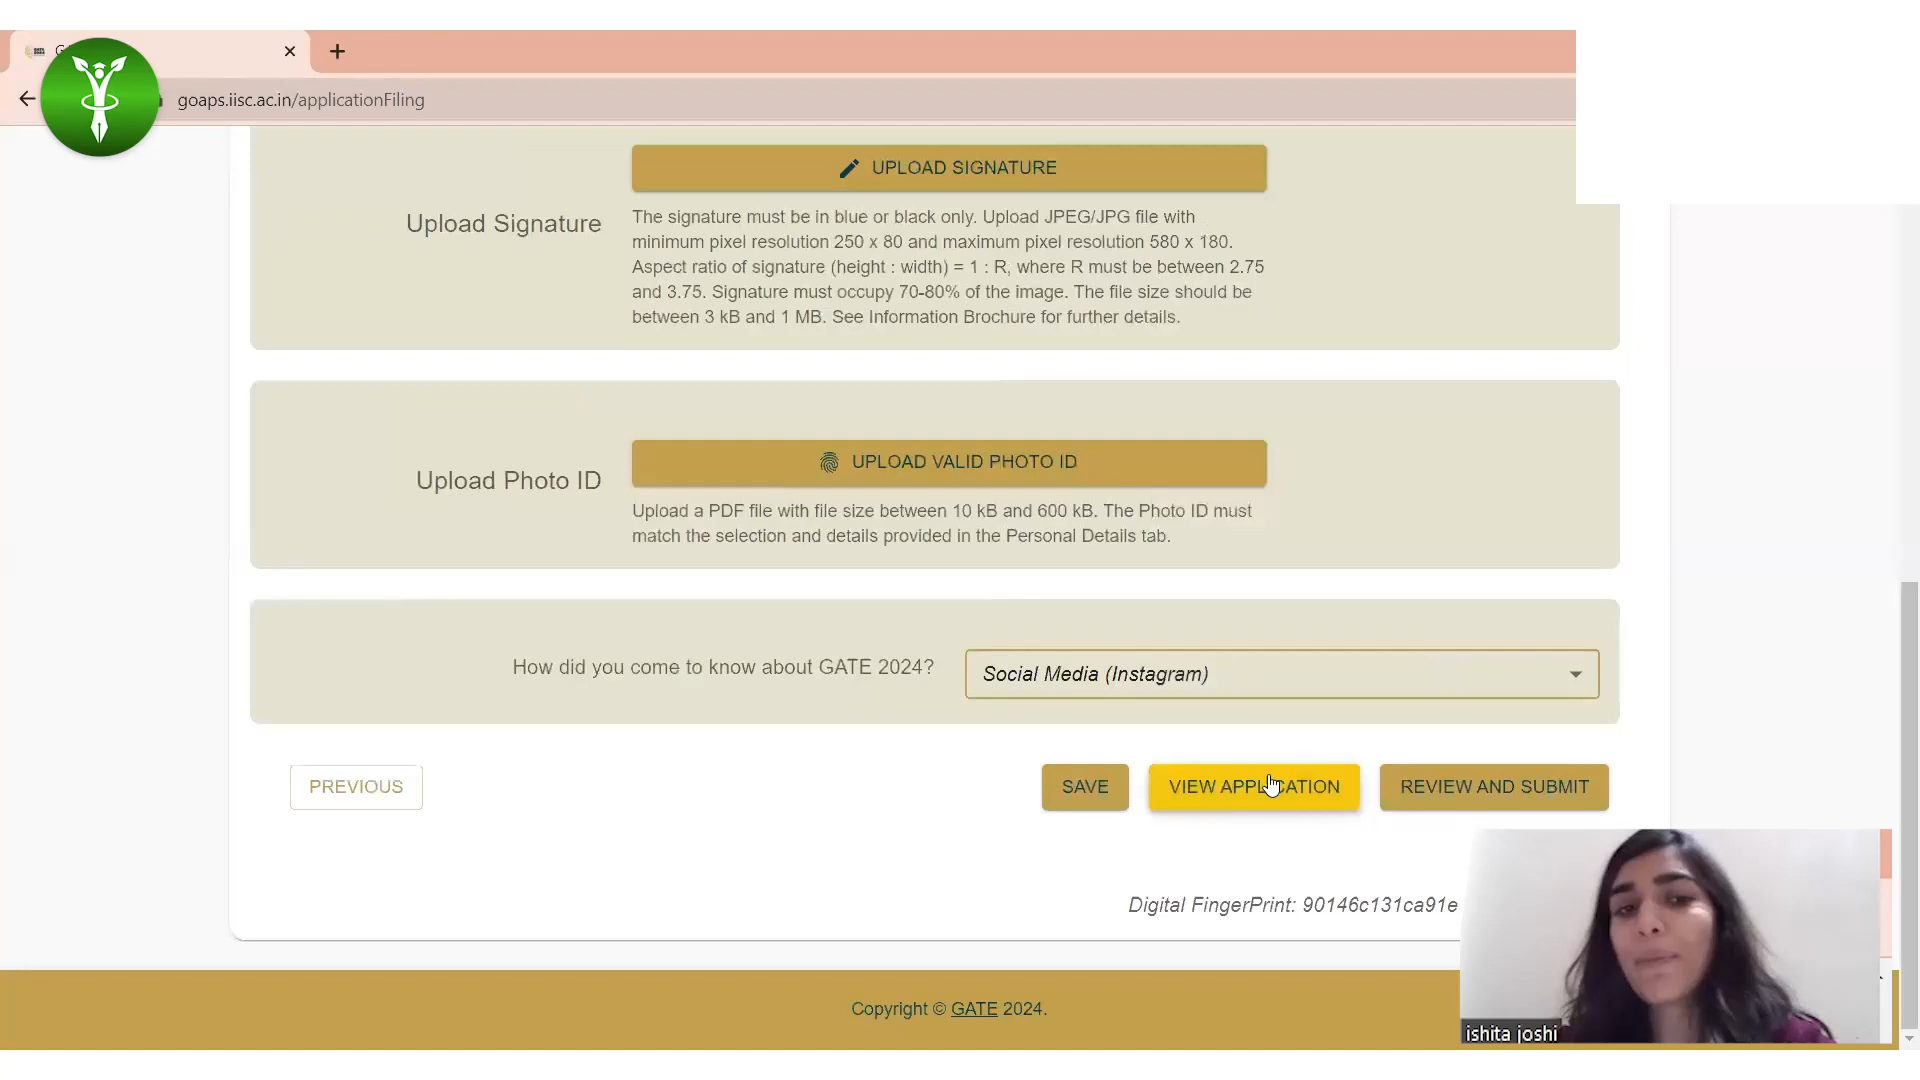 goaps.iisc.ac.in/applicationFiling
UPLOAD SIGNATURE
Upload Signature
The signature must be in blue or black only. Upload JPEG/JPG file with
minimum pixel resolution 250 x 80 and maximum pixel resolution 580 x 180.
Aspect ratio of signature (height : width) = 1 : R, where R must be between 2.75
and 3.75. Signature must occupy 70-80% of the image. The file size should be
between 3 kB and 1 MB. See Information Brochure for further details.
UPLOAD VALID PHOTO ID
Upload Photo ID
Upload a PDF file with file size between 10 kB and 600 kB. The Photo ID must
match the selection and details provided in the Personal Details tab.
How did you come to know about GATE 2024?
Social Media (Instagram)
PREVIOUS
SAVE
VIEW APPLICATION
REVIEW AND SUBMIT
Digital FingerPrint: 90146c131ca91e
Copyright © GATE 2024.
ishita joshi